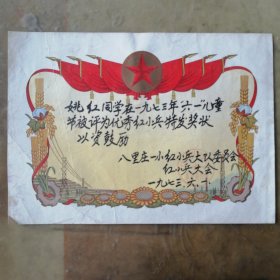 姚红同学在一九七三年六一儿童
节被评为优秀红小兵特发奖状
以资鼓励
八里庄一小红小兵大队委员会
红小兵大会
一九七三.六.十